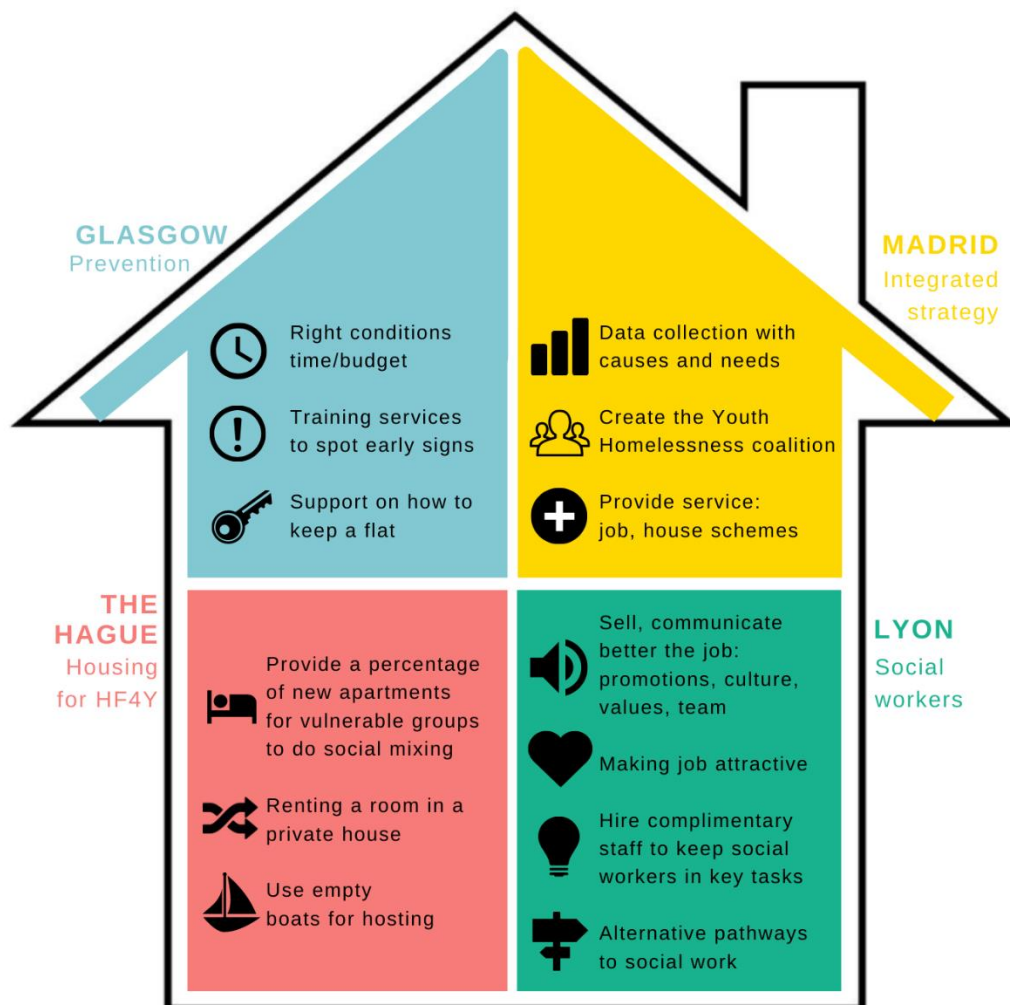 GLASGOW
Prevention
Right conditions
time/budget
Training services
to spot early signs
Support on how to
keep a flat
MADRID
Integrated
strategy
Data collection with
causes and needs
Create the Youth
Homelessness coalition
Provide service:
job, house schemes
THE
HAGUE
Housing
for HF4Y
Provide a percentage
of new apartments
for vulnerable groups
to do social mixing
Renting a room in a
private house
Use empty
boats for hosting
LYON
Social
workers
Sell, communicate
better the job:
promotions, culture,
values, team
Making job attractive
Hire complimentary
staff to keep social
workers in key tasks
Alternative pathways
to social work